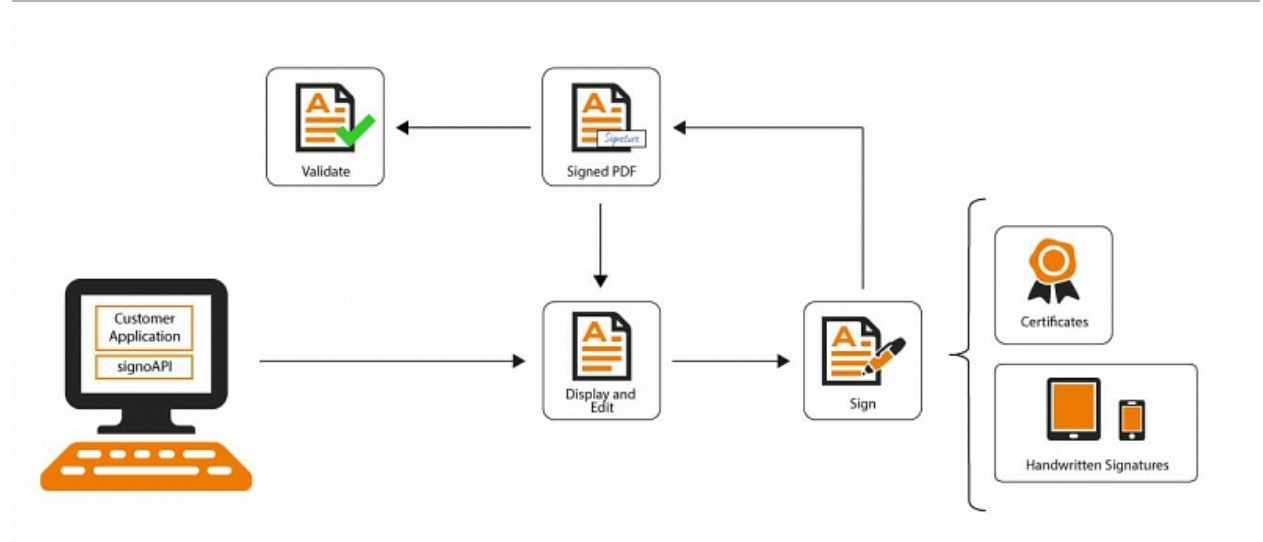 Validate
Signature
Signed PDF
Customer
Application
signoAPI
Display and
Edit
Sign
Certificates
Handwritten Signatures